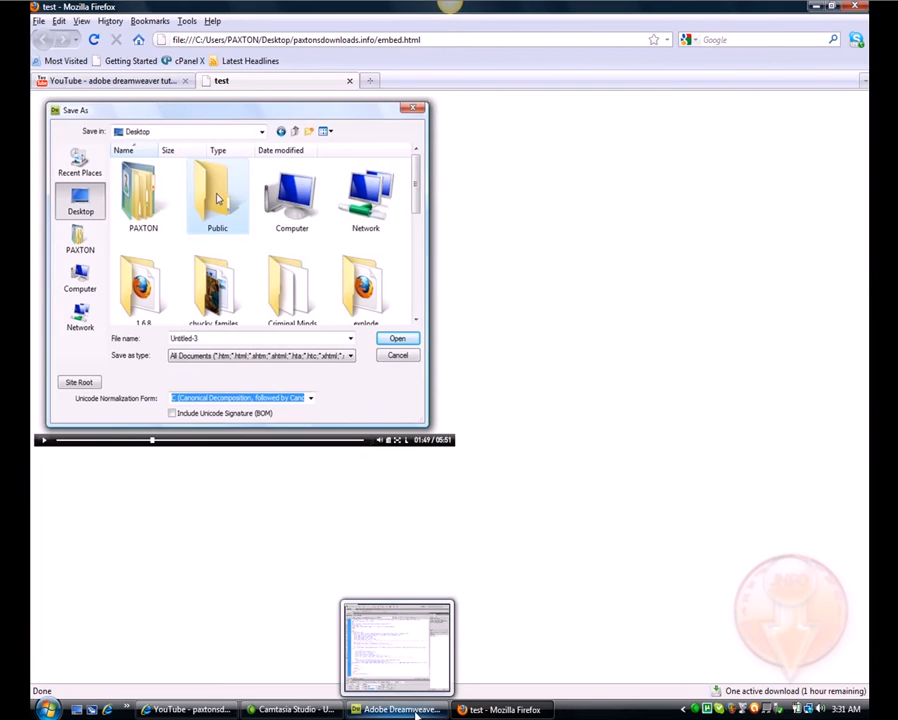 test - Mozilla Firefox
File Edit View History Bookmarks Tools Help
file:///C:/Users/PAXTON/Desktop/paxtonsdownloads.info/embed.html
Google
Most Visited Getting Started cPanel X Latest Headlines
YouTube - adobe dreamweaver tut...
test
Save As
Save in: Desktop
Name Size Type Date modified
Recent Places
Desktop
PAXTON
Computer
Network
PAXTON Public Computer Network
1.6.8 chucky_familes Criminal Minds explode
File name: Untitled-3 Open
Save as type: All Documents (*.htm;*.html;*.shtm;*.shtml;*.hta;*.htc;*.xhtml;*. Cancel
Site Root
Unicode Normalization Form: C (Canonical Decomposition, followed by Canc
Include Unicode Signature (BOM)
01:49 / 05:51
Done
One active download (1 hour remaining)
YouTube - paxtonsd... Camtasia Studio - U... Adobe Dreamweave... test - Mozilla Firefox 3:31 AM